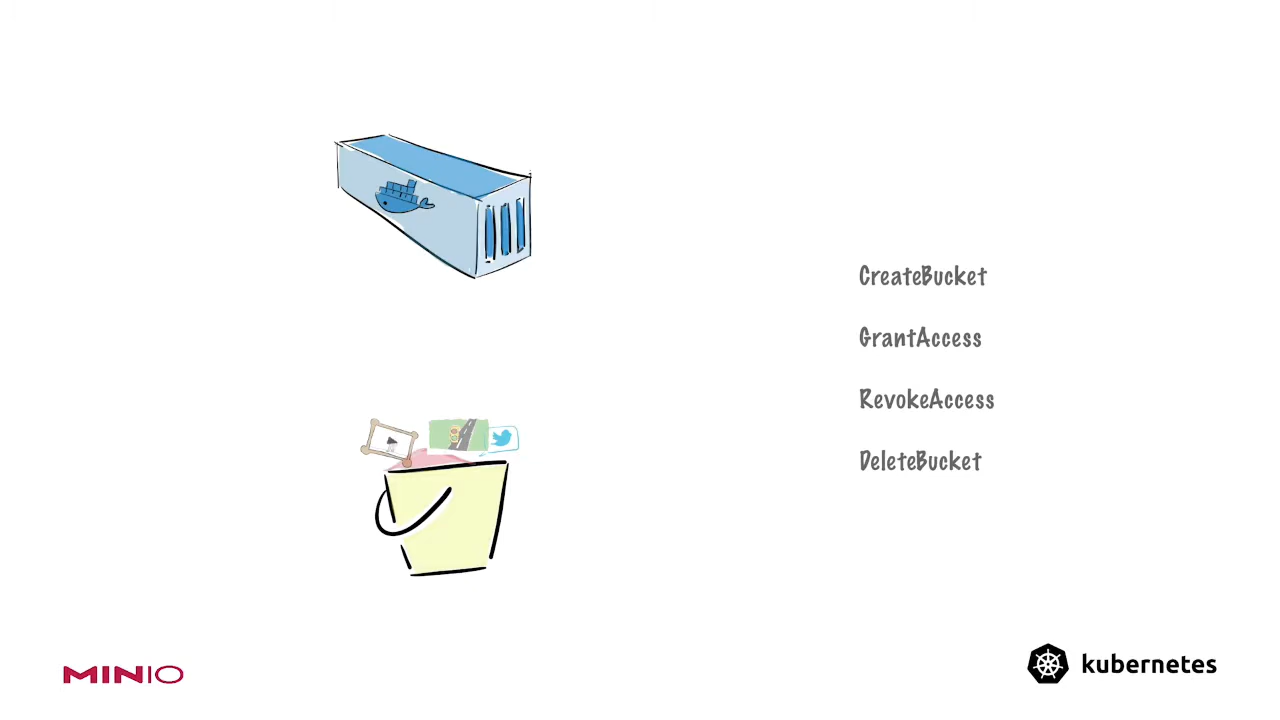 CreateBucket
GrantAccess
RevokeAccess
DeleteBucket
MINIO
kubernetes